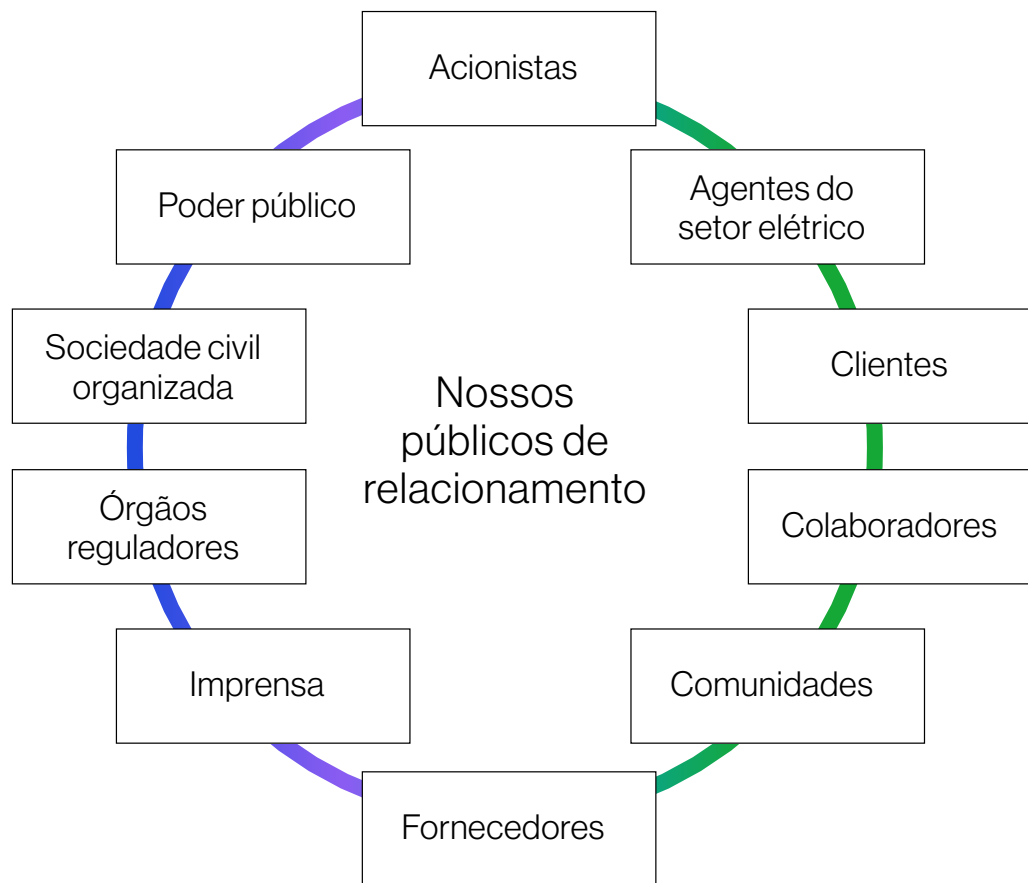 Acionistas
Agentes do
setor elétrico
Clientes
Colaboradores
Comunidades
Fornecedores
Imprensa
Órgãos
reguladores
Sociedade civil
organizada
Poder público
Nossos
públicos de
relacionamento